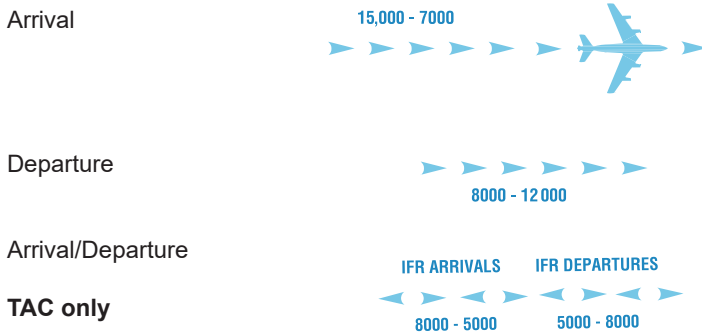 Arrival
15,000 - 7000
Departure
8000 - 12 000
Arrival/Departure
IFR ARRIVALS IFR DEPARTURES
TAC only
8000 - 5000 5000 - 8000